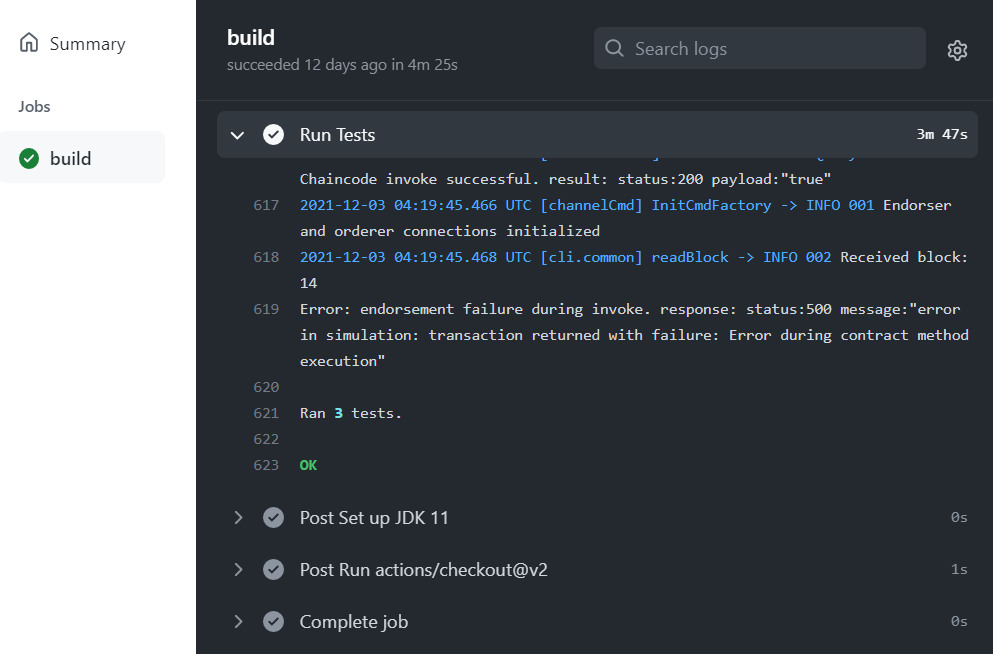 Summary
Jobs
build
build
succeeded 12 days ago in 4m 25s
Search logs
Run Tests 3m 47s
Chaincode invoke successful. result: status:200 payload:"true"
617 2021-12-03 04:19:45.466 UTC [channelCmd] InitCmdFactory -> INFO 001 Endorser
and orderer connections initialized
618 2021-12-03 04:19:45.468 UTC [cli.common] readBlock -> INFO 002 Received block:
14
619 Error: endorsement failure during invoke. response: status:500 message:"error
in simulation: transaction returned with failure: Error during contract method
execution"
620
621 Ran 3 tests.
622
623 OK
Post Set up JDK 11 0s
Post Run actions/checkout@v2 1s
Complete job 0s